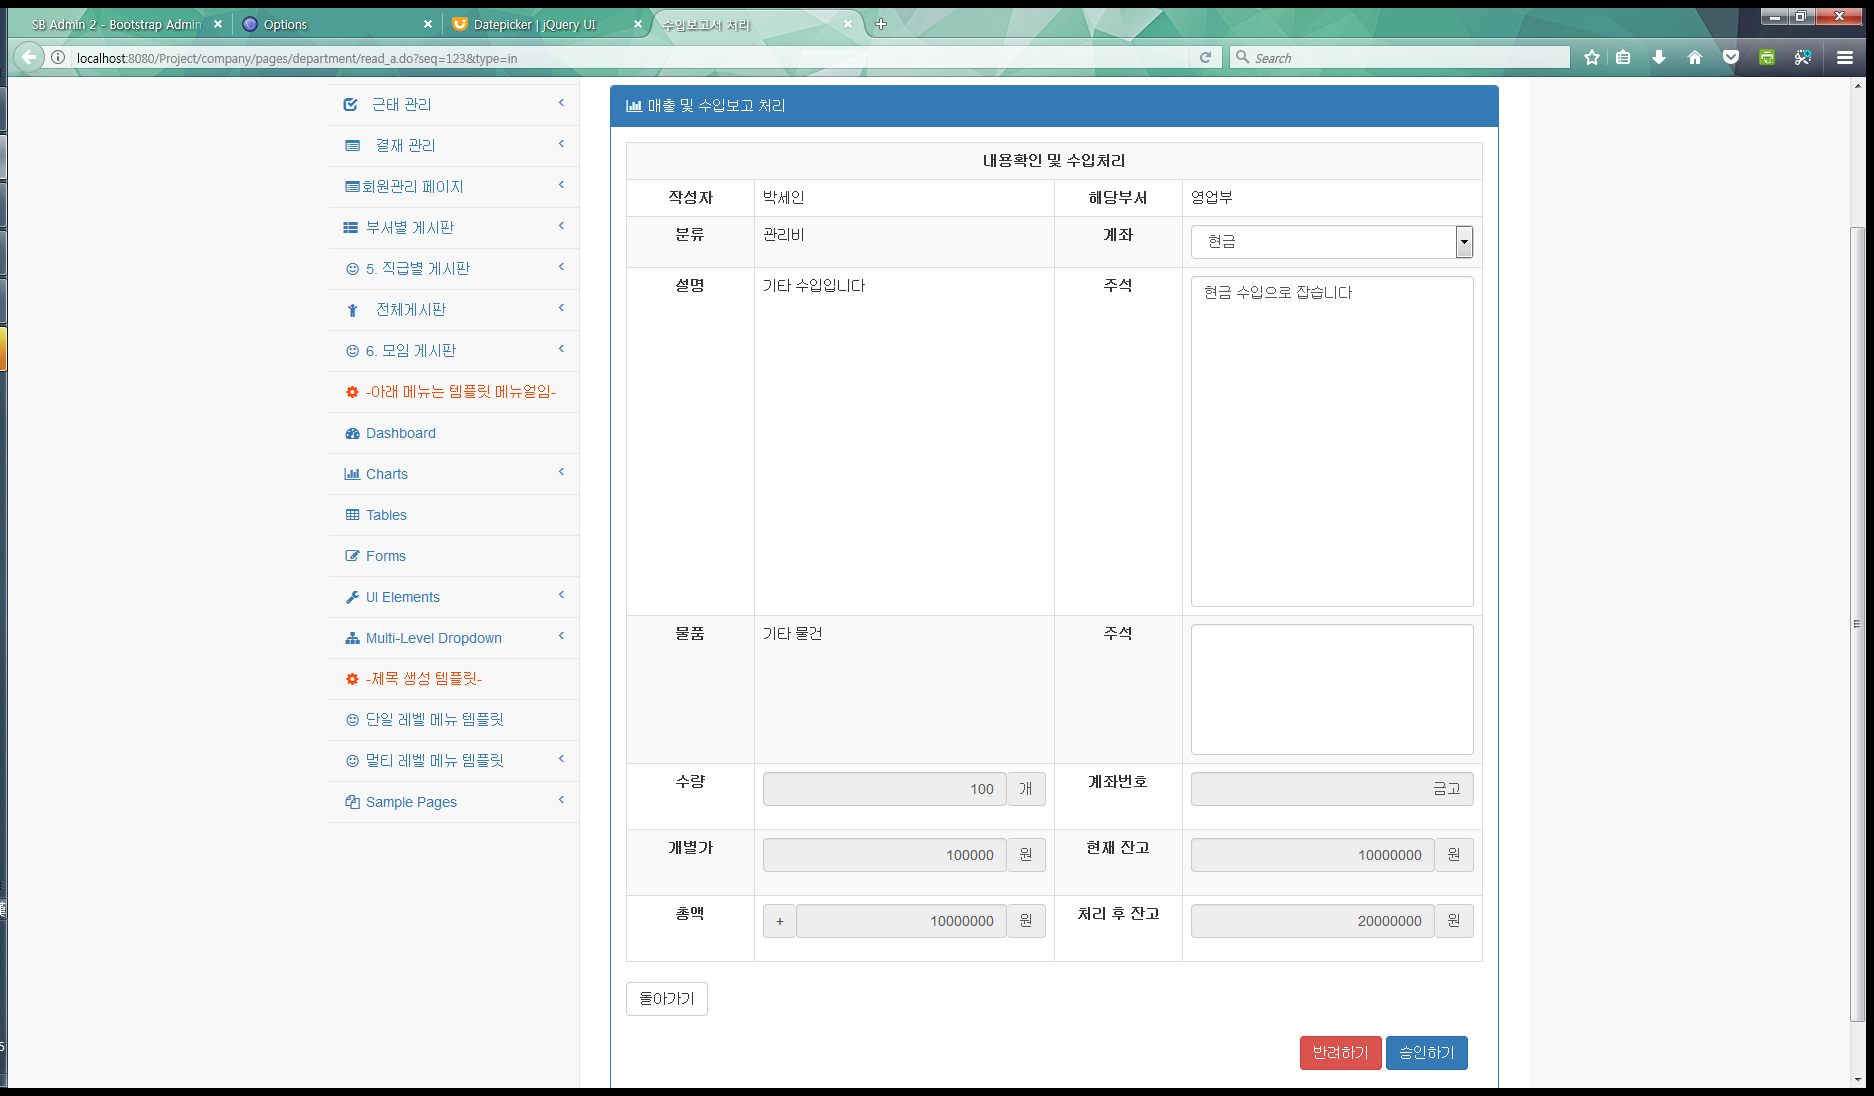 SB Admin 2 - Bootstrap Admin
Options
Datepicker | jQuery UI
수입보고서 처리
localhost:8080/Project/company/pages/department/read_a.do?seq=123&type=in
Search
근태 관리
결재 관리
회원관리 페이지
부서별 게시판
5. 직급별 게시판
전체게시판
6. 모임 게시판
-아래 메뉴는 템플릿 메뉴얼임-
Dashboard
Charts
Tables
Forms
UI Elements
Multi-Level Dropdown
-제목 생성 템플릿-
단일 레벨 메뉴 템플릿
멀티 레벨 메뉴 템플릿
Sample Pages
매출 및 수입보고 처리
내용확인 및 수입처리
작성자 박세인 해당부서 영업부
분류 관리비 계좌 현금
설명 기타 수입입니다 주석 현금 수입으로 잡습니다
물품 기타 물건 주석
수량 100 개 계좌번호 금고
개별가 100000 원 현재 잔고 10000000 원
총액 + 10000000 원 처리 후 잔고 20000000 원
돌아가기
반려하기 승인하기